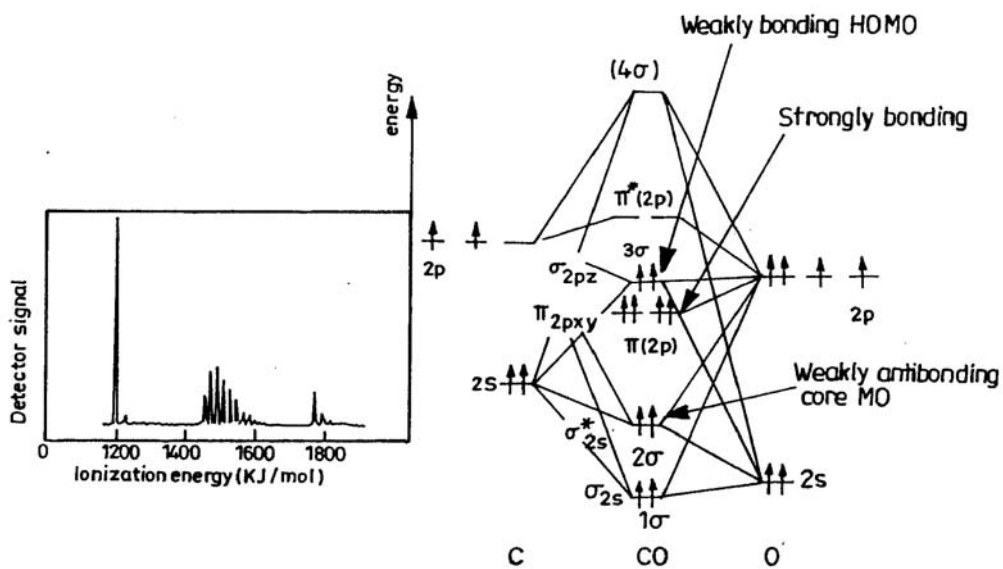 Weakly bonding HOMO
(4σ)
energy
Strongly bonding
π*(2p)
2p
3σ
σ2pz
π2pxy
π(2p)
2p
Detector signal
2s
Weakly antibonding
core MO
σ*2s
2σ
σ2s
2s
1σ
0
0
1200
1400
1600
1800
Ionization energy (KJ/mol)
C
CO
O